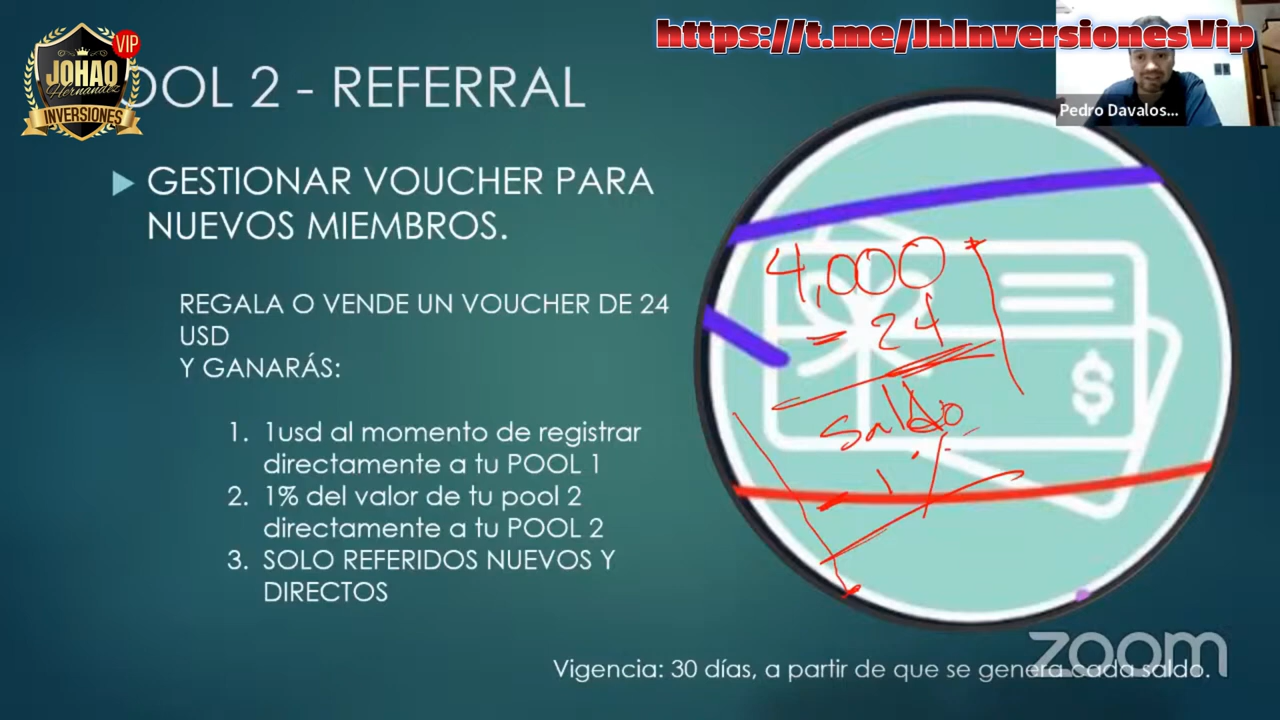 https://t.me/JhInversionesVip
VIP
JOHAO
Hernandez
INVERSIONES
OOL 2 - REFERRAL
Pedro Davalos...
GESTIONAR VOUCHER PARA
NUEVOS MIEMBROS.
REGALA O VENDE UN VOUCHER DE 24
USD
Y GANARÁS:
1. 1usd al momento de registrar
directamente a tu POOL 1
2. 1% del valor de tu pool 2
directamente a tu POOL 2
3. SOLO REFERIDOS NUEVOS Y
DIRECTOS
4,000
- 24
Saldo
- 1%
$
zoom
Vigencia: 30 días, a partir de que se genera cada saldo.